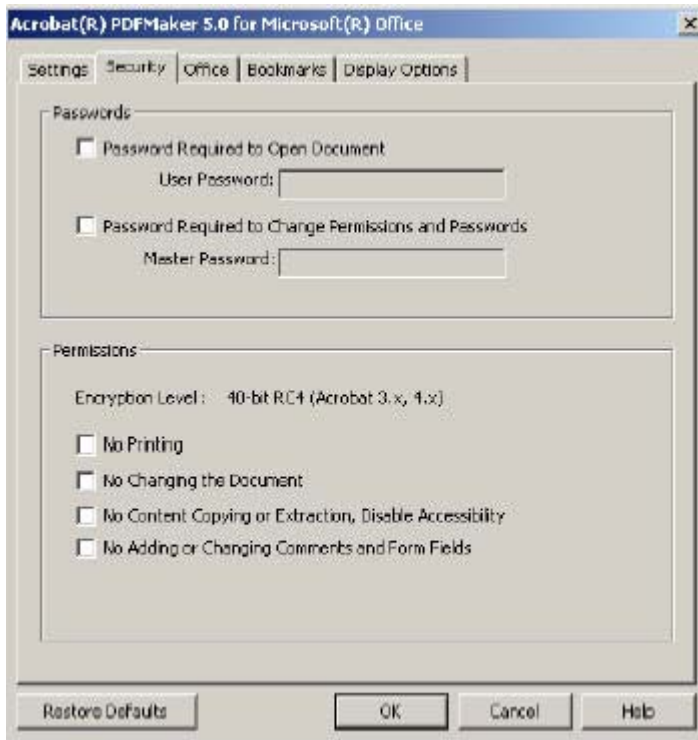 Acrobat(R) PDFMaker 5.0 for Microsoft(R) Office
Settings Security Office Bookmarks Display Options
Passwords
Password Required to Open Document
User Password:
Password Required to Change Permissions and Passwords
Master Password:
Permissions
Encryption Level : 40-bit RC4 (Acrobat 3.x, 4.x)
No Printing
No Changing the Document
No Content Copying or Extraction, Disable Accessibility
No Adding or Changing Comments and Form Fields
Restore Defaults OK Cancel Help